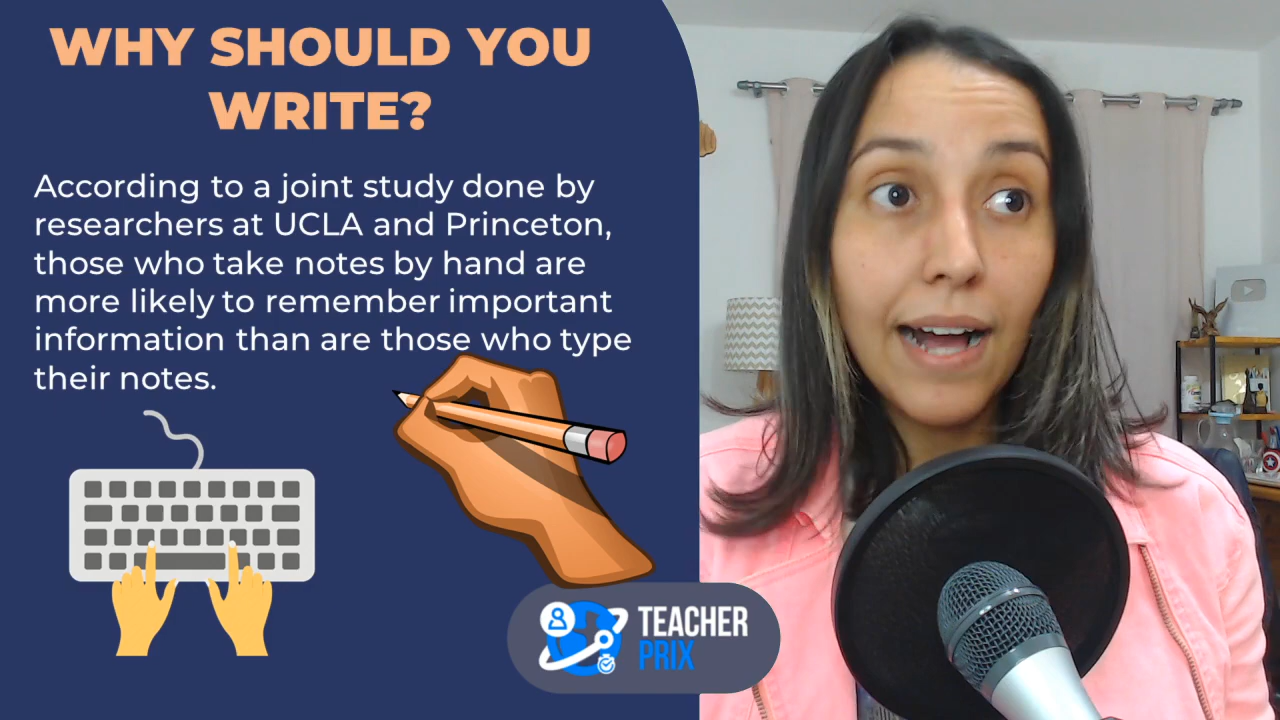 WHY SHOULD YOU
WRITE?
According to a joint study done by
researchers at UCLA and Princeton,
those who take notes by hand are
more likely to remember important
information than are those who type
their notes.
TEACHER
PRIX